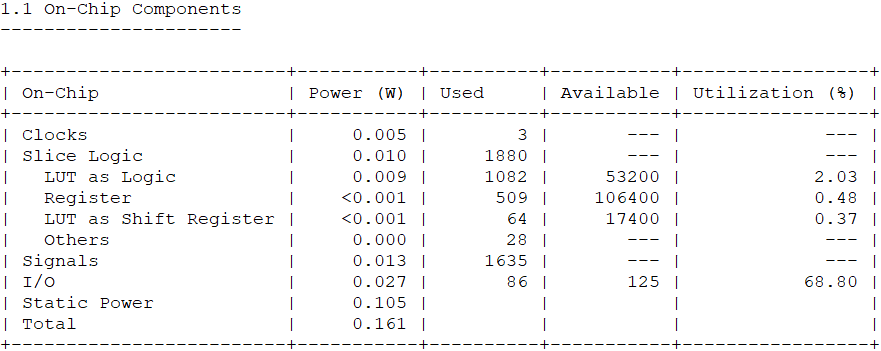 1.1 On-Chip Components
----------------------
+--------------------------+-----------+----------+-----------+-----------------+
| On-Chip                  | Power (W) | Used     | Available | Utilization (%) |
+--------------------------+-----------+----------+-----------+-----------------+
| Clocks                   |     0.005 |        3 |       --- |             --- |
| Slice Logic              |     0.010 |     1880 |       --- |             --- |
|   LUT as Logic           |     0.009 |     1082 |     53200 |            2.03 |
|   Register               |    <0.001 |      509 |    106400 |            0.48 |
|   LUT as Shift Register  |    <0.001 |       64 |     17400 |            0.37 |
|   Others                 |     0.000 |       28 |       --- |             --- |
| Signals                  |     0.013 |     1635 |       --- |             --- |
| I/O                      |     0.027 |       86 |       125 |           68.80 |
| Static Power             |     0.105 |          |           |                 |
| Total                    |     0.161 |          |           |                 |
+--------------------------+-----------+----------+-----------+-----------------+